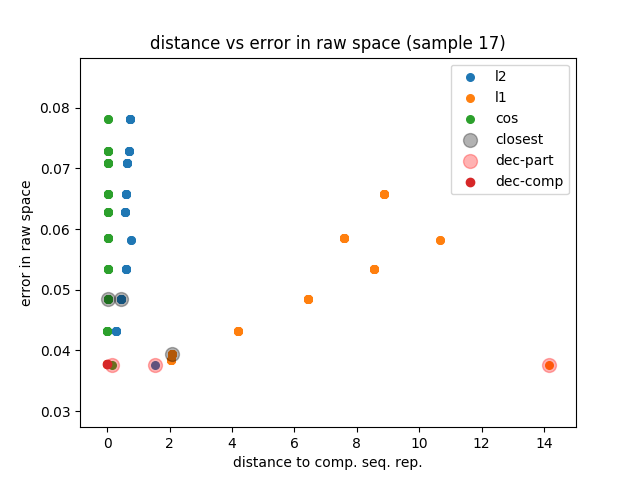 distance vs error in raw space (sample 17)
l2
l1
cos
closest
dec-part
dec-comp
error in raw space
0.08
0.07
0.06
0.05
0.04
0.03
0 2 4 6 8 10 12 14
distance to comp. seq. rep.